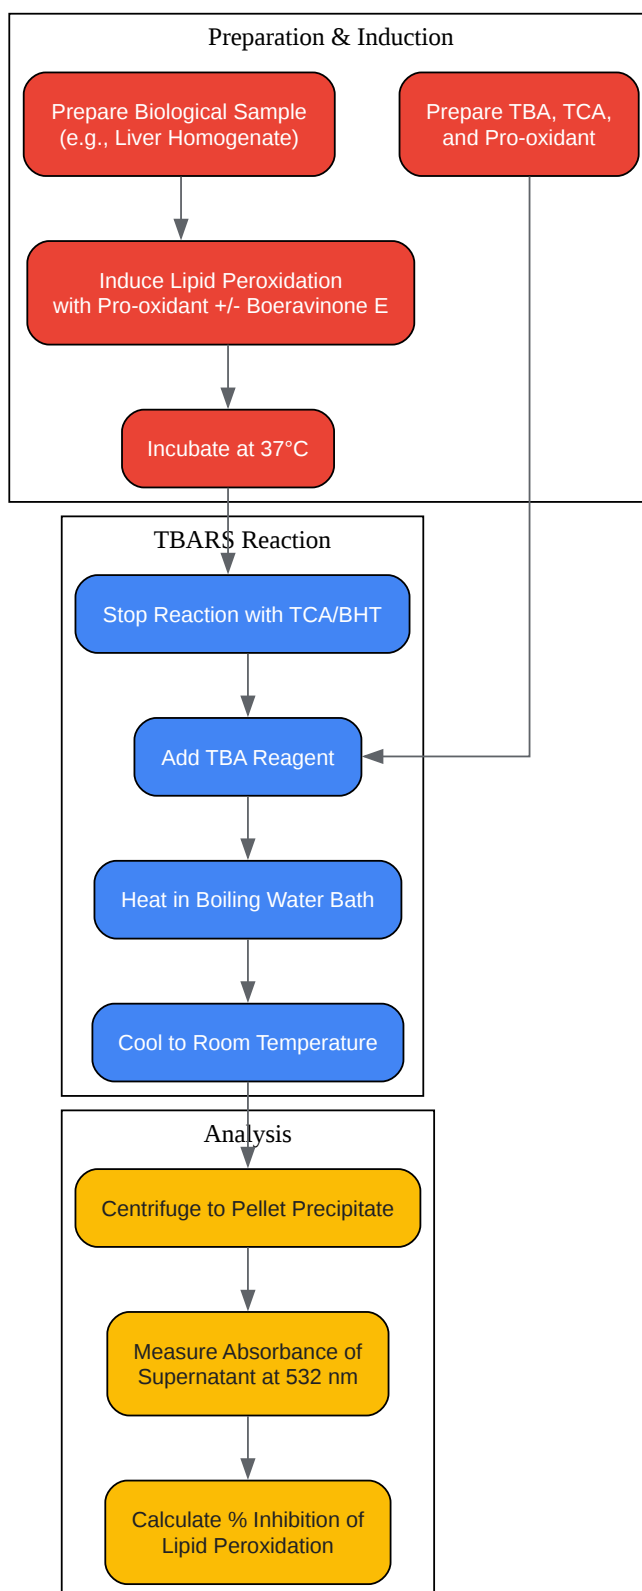 Preparation & Induction
Prepare Biological Sample
(e.g., Liver Homogenate)
Prepare TBA, TCA,
and Pro-oxidant
Induce Lipid Peroxidation
with Pro-oxidant +/- Boeravinone E
Incubate at 37°C
TBARS Reaction
Stop Reaction with TCA/BHT
Add TBA Reagent
Heat in Boiling Water Bath
Cool to Room Temperature
Analysis
Centrifuge to Pellet Precipitate
Measure Absorbance of
Supernatant at 532 nm
Calculate % Inhibition of
Lipid Peroxidation